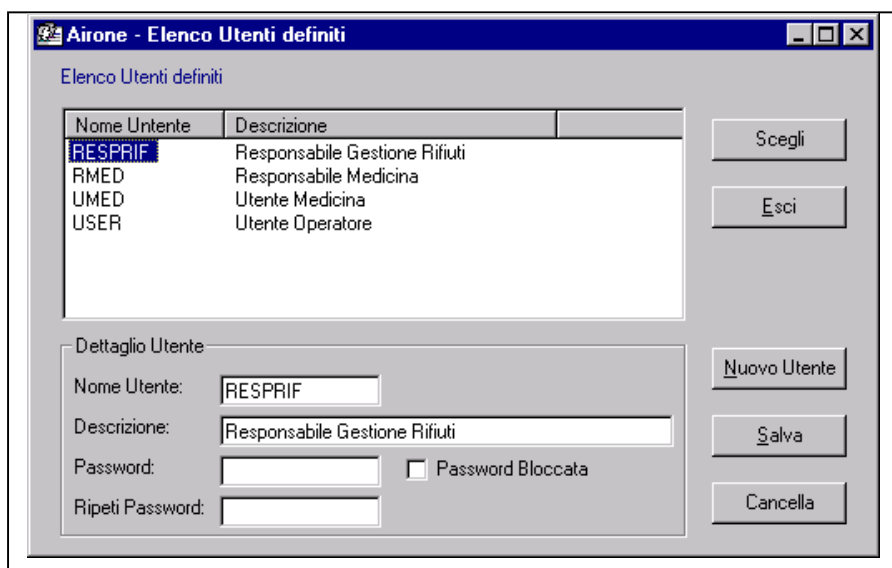 Airone - Elenco Utenti definiti
Elenco Utenti definiti
Nome Untente Descrizione
RESPRIF Responsabile Gestione Rifiuti
RMED Responsabile Medicina
UMED Utente Medicina
USER Utente Operatore
Scegli
Esci
Dettaglio Utente
Nome Utente: RESPRIF
Descrizione: Responsabile Gestione Rifiuti
Password: Password Bloccata
Ripeti Password:
Nuovo Utente
Salva
Cancella